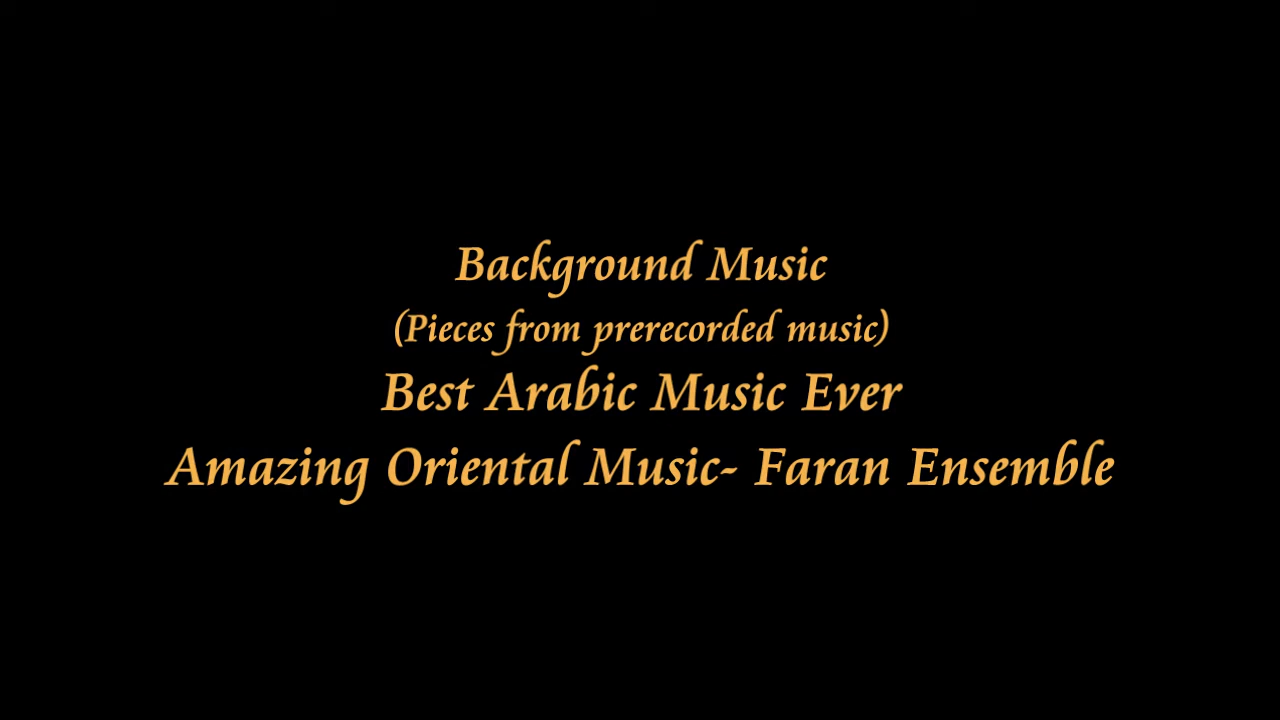 Background Music
(Pieces from prerecorded music)
Best Arabic Music Ever
Amazing Oriental Music- Faran Ensemble